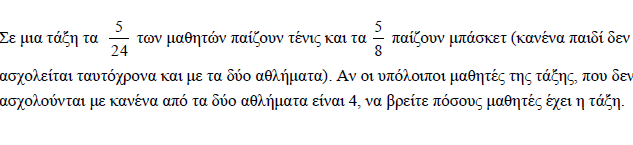 Σε μια τάξη τα 5/24 των μαθητών παίζουν τένις και τα 5/8 παίζουν μπάσκετ (κανένα παιδί δεν
ασχολείται ταυτόχρονα και με τα δύο αθλήματα). Αν οι υπόλοιποι μαθητές της τάξης, που δεν
ασχολούνται με κανένα από τα δύο αθλήματα είναι 4, να βρείτε πόσους μαθητές έχει η τάξη.